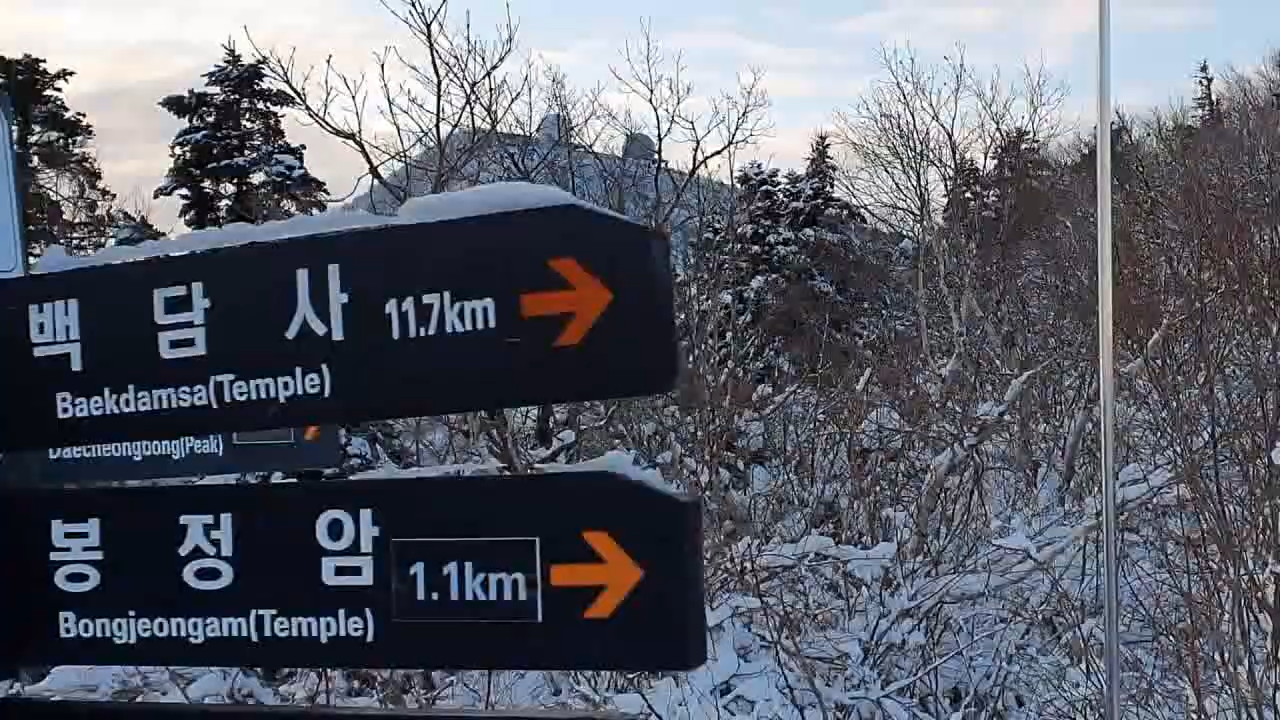 백담사 11.7km
Baekdamsa(Temple)
Daecheongbong(Peak)
봉정암 1.1km
Bongjeongam(Temple)